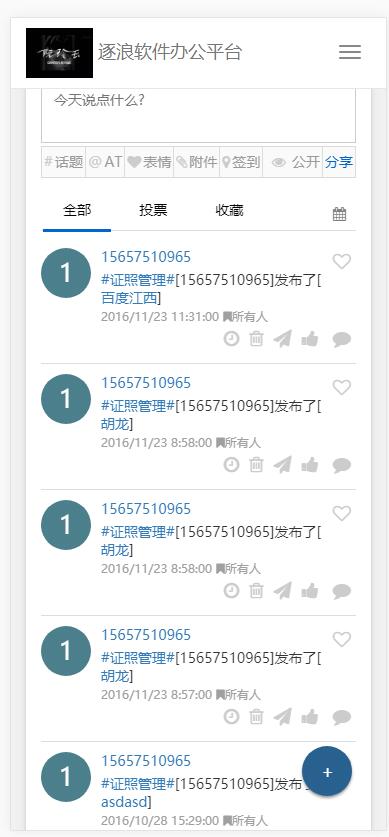 逐浪软件办公平台
今天说点什么?
#话题 @AT 表情 附件 签到 公开 分享
全部 投票 收藏
1 15657510965
#证照管理#[15657510965]发布了[
百度江西]
2016/11/23 11:31:00 所有人
1 15657510965
#证照管理#[15657510965]发布了[
胡龙]
2016/11/23 8:58:00 所有人
1 15657510965
#证照管理#[15657510965]发布了[
胡龙]
2016/11/23 8:58:00 所有人
1 15657510965
#证照管理#[15657510965]发布了[
胡龙]
2016/11/23 8:57:00 所有人
1 15657510965
#证照管理#[15657510965]发布了[
asdasd]
2016/10/28 15:29:00 所有人
+